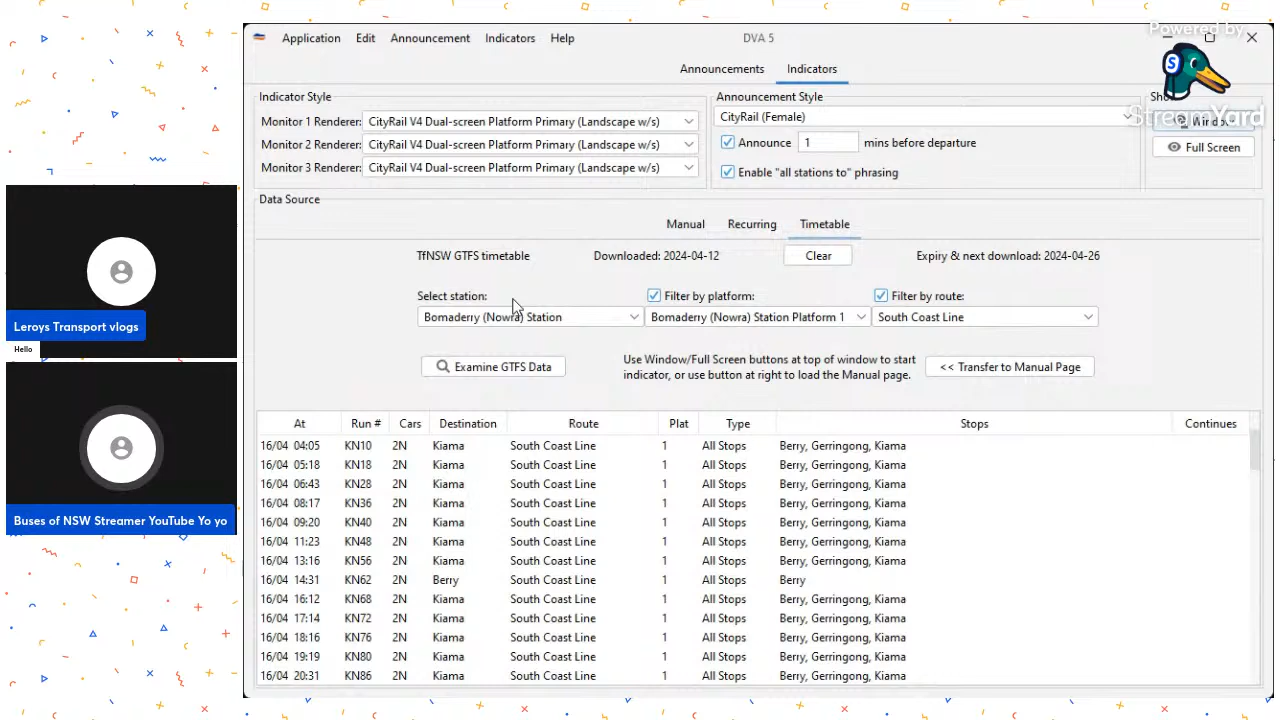 Powered by
StreamYard
Application Edit Announcement Indicators Help
DVA 5
Announcements Indicators
Indicator Style
Monitor 1 Renderer: CityRail V4 Dual-screen Platform Primary (Landscape w/s)
Monitor 2 Renderer: CityRail V4 Dual-screen Platform Primary (Landscape w/s)
Monitor 3 Renderer: CityRail V4 Dual-screen Platform Primary (Landscape w/s)
Announcement Style
CityRail (Female)
Announce 1 mins before departure
Enable "all stations to" phrasing
Window
Full Screen
Data Source
Manual Recurring Timetable
TfNSW GTFS timetable Downloaded: 2024-04-12 Clear Expiry & next download: 2024-04-26
Select station: Filter by platform: Filter by route:
Bomaderry (Nowra) Station Bomaderry (Nowra) Station Platform 1 South Coast Line
Examine GTFS Data
Use Window/Full Screen buttons at top of window to start
indicator, or use button at right to load the Manual page.
<< Transfer to Manual Page
At Run # Cars Destination Route Plat Type Stops Continues
16/04 04:05 KN10 2N Kiama South Coast Line 1 All Stops Berry, Gerringong, Kiama
16/04 05:18 KN18 2N Kiama South Coast Line 1 All Stops Berry, Gerringong, Kiama
16/04 06:43 KN28 2N Kiama South Coast Line 1 All Stops Berry, Gerringong, Kiama
16/04 08:17 KN36 2N Kiama South Coast Line 1 All Stops Berry, Gerringong, Kiama
16/04 09:20 KN40 2N Kiama South Coast Line 1 All Stops Berry, Gerringong, Kiama
16/04 11:23 KN48 2N Kiama South Coast Line 1 All Stops Berry, Gerringong, Kiama
16/04 13:16 KN56 2N Kiama South Coast Line 1 All Stops Berry, Gerringong, Kiama
16/04 14:31 KN62 2N Berry South Coast Line 1 All Stops Berry
16/04 16:12 KN68 2N Kiama South Coast Line 1 All Stops Berry, Gerringong, Kiama
16/04 17:14 KN72 2N Kiama South Coast Line 1 All Stops Berry, Gerringong, Kiama
16/04 18:16 KN76 2N Kiama South Coast Line 1 All Stops Berry, Gerringong, Kiama
16/04 19:19 KN80 2N Kiama South Coast Line 1 All Stops Berry, Gerringong, Kiama
16/04 20:31 KN86 2N Kiama South Coast Line 1 All Stops Berry, Gerringong, Kiama
Leroys Transport vlogs
Hello
Buses of NSW Streamer YouTube Yo yo